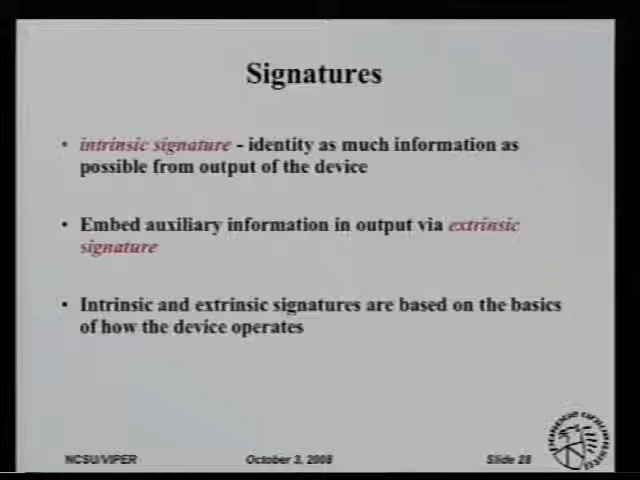 Signatures
• intrinsic signature - identity as much information as
possible from output of the device
• Embed auxiliary information in output via extrinsic
signature
• Intrinsic and extrinsic signatures are based on the basics
of how the device operates
NCSU/VIPER October 3, 2008 Slide 28